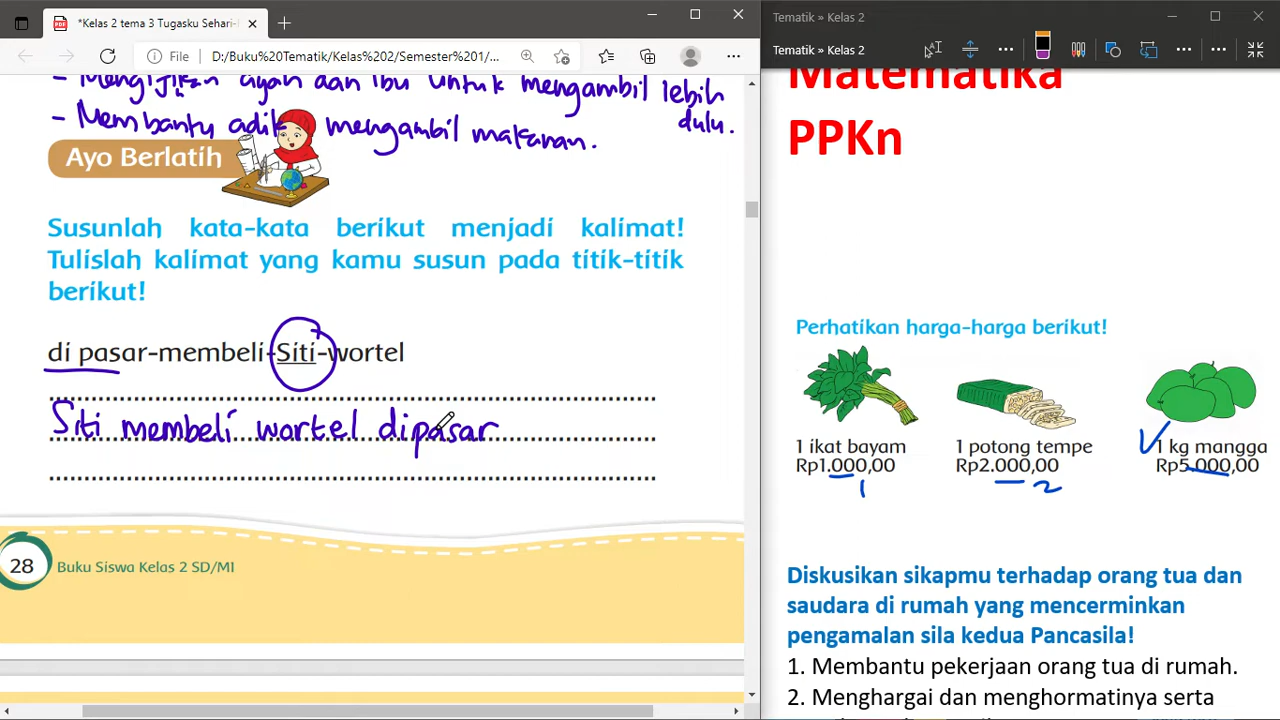 *Kelas 2 tema 3 Tugasku Sehari-
File
D:/Buku%20Tematik/Kelas%202/Semester%201/...
- Mengijikan ayah dan ibu untuk mengambil lebih
dulu.
- Membantu adik mengambil makanan.
Ayo Berlatih
Susunlah kata-kata berikut menjadi kalimat!
Tulislah kalimat yang kamu susun pada titik-titik
berikut!
di pasar-membeli-Siti-wortel
Siti membeli wortel dipasar
28
Buku Siswa Kelas 2 SD/MI
Tematik » Kelas 2
Tematik » Kelas 2
Matematika
PPKn
Perhatikan harga-harga berikut!
1 ikat bayam 1 potong tempe 1 kg mangga
Rp1.000,00 Rp2.000,00 Rp5.000,00
1 2
Diskusikan sikapmu terhadap orang tua dan
saudara di rumah yang mencerminkan
pengamalan sila kedua Pancasila!
1. Membantu pekerjaan orang tua di rumah.
2. Menghargai dan menghormatinya serta